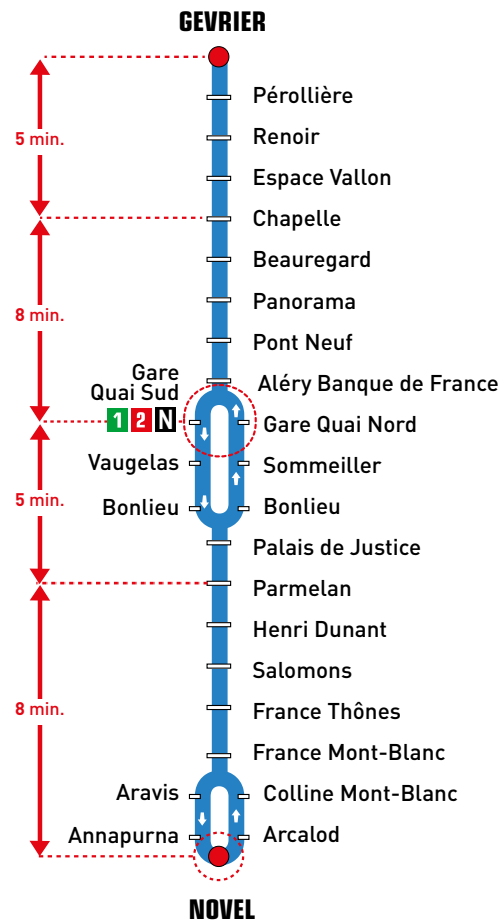 GEVRIER
Pérollière
5 min.
Renoir
Espace Vallon
Chapelle
Beauregard
Panorama
8 min.
Pont Neuf
Gare
Quai Sud
Aléry Banque de France
1 2 N
Gare Quai Nord
Vaugelas
Sommeiller
5 min.
Bonlieu
Bonlieu
Palais de Justice
Parmelan
Henri Dunant
Salomons
8 min.
France Thônes
France Mont-Blanc
Aravis
Colline Mont-Blanc
Annapurna
Arcalod
NOVEL